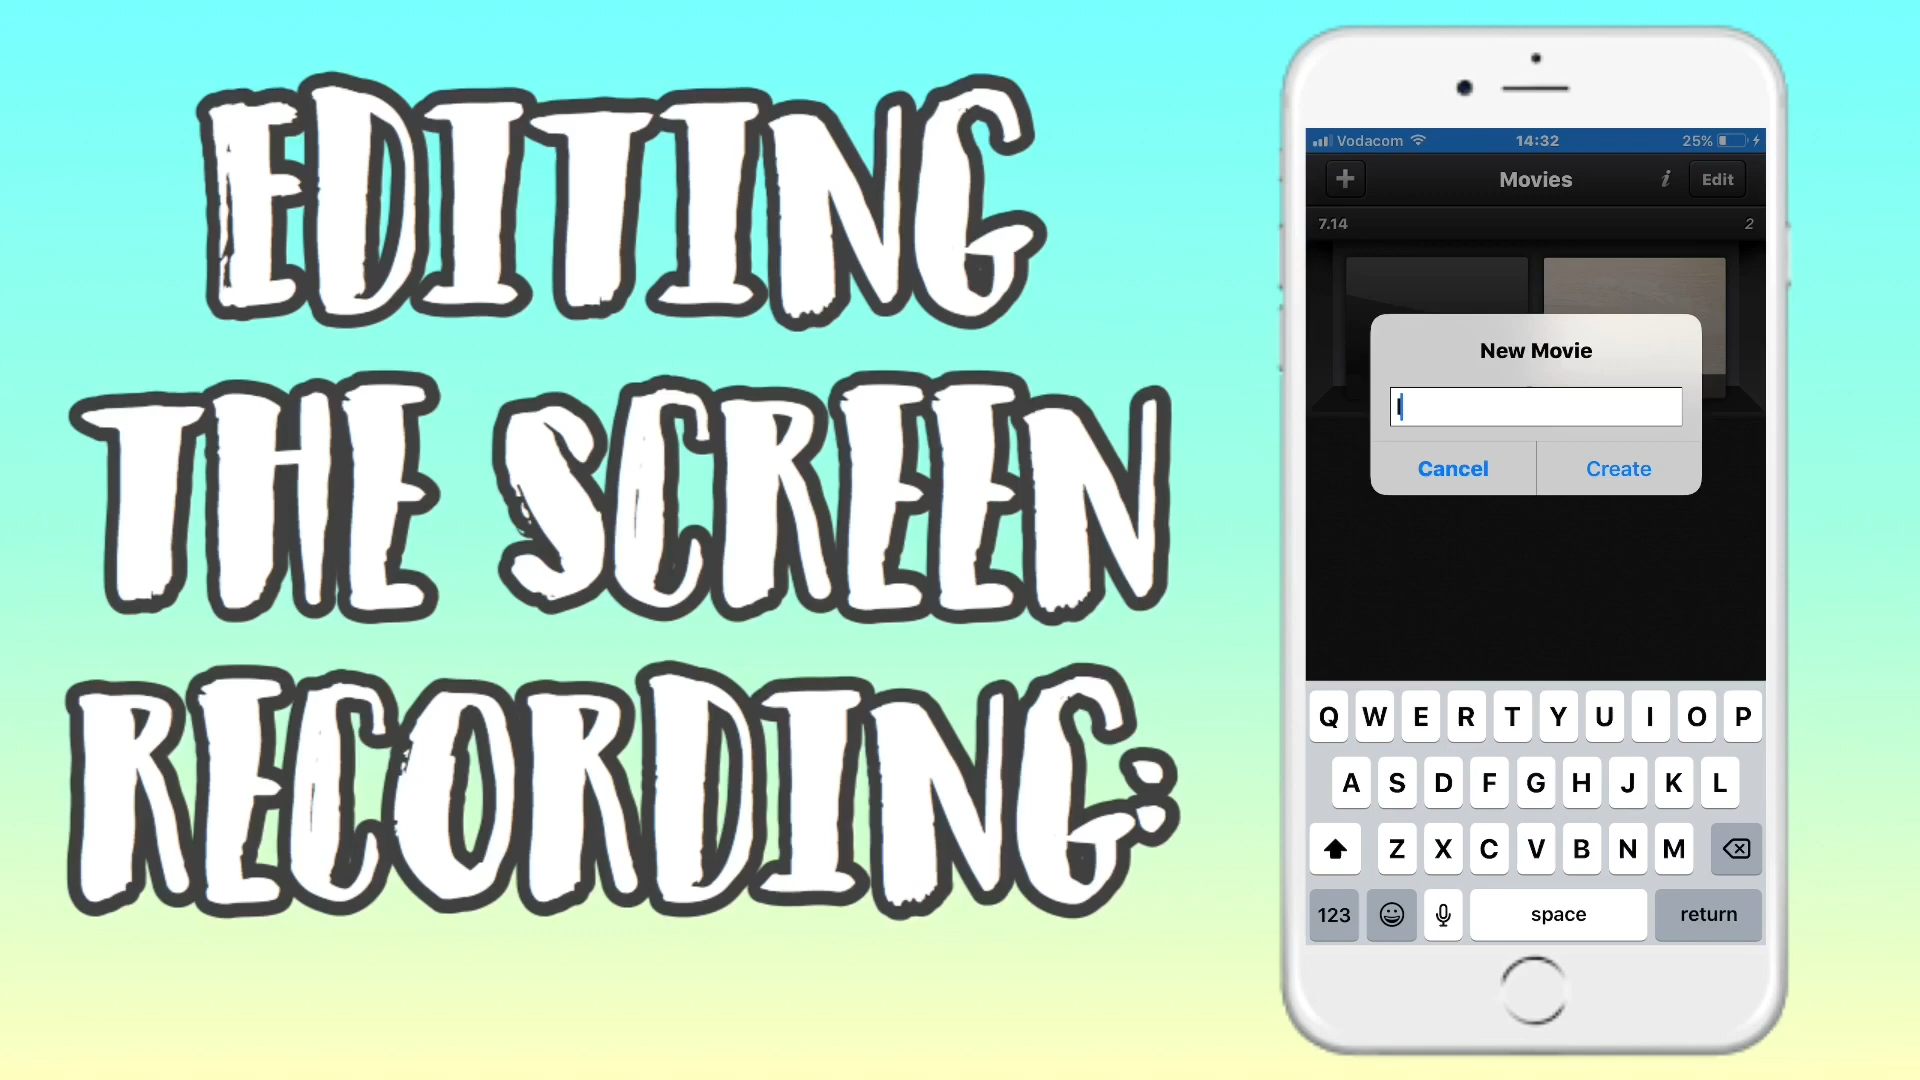 EDITING
THE SCREEN
RECORDING:
Vodacom 14:32 25%
+ Movies i Edit
7.14 2
New Movie
I
Cancel Create
Q W E R T Y U I O P
A S D F G H J K L
Z X C V B N M
123 space return